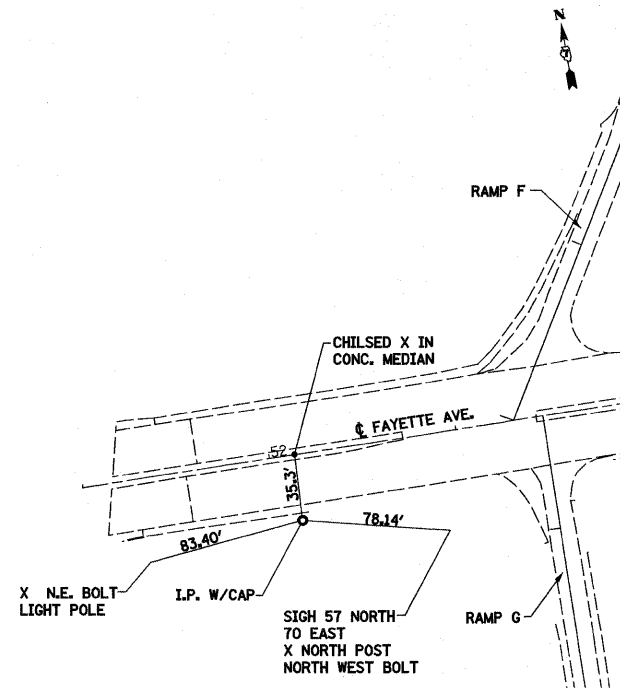 N
RAMP F
CHILSED X IN
CONC. MEDIAN
℄ FAYETTE AVE.
52
35.3'
83.40'
78.14'
X N.E. BOLT
LIGHT POLE
I.P. W/CAP
SIGH 57 NORTH
70 EAST
X NORTH POST
NORTH WEST BOLT
RAMP G